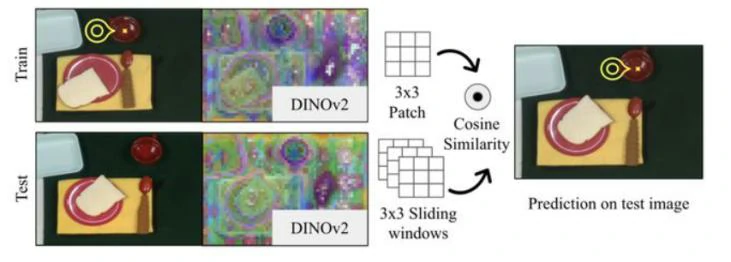 Train
DINOv2
3x3
Patch
Cosine
Similarity
Test
DINOv2
3x3 Sliding
windows
Prediction on test image